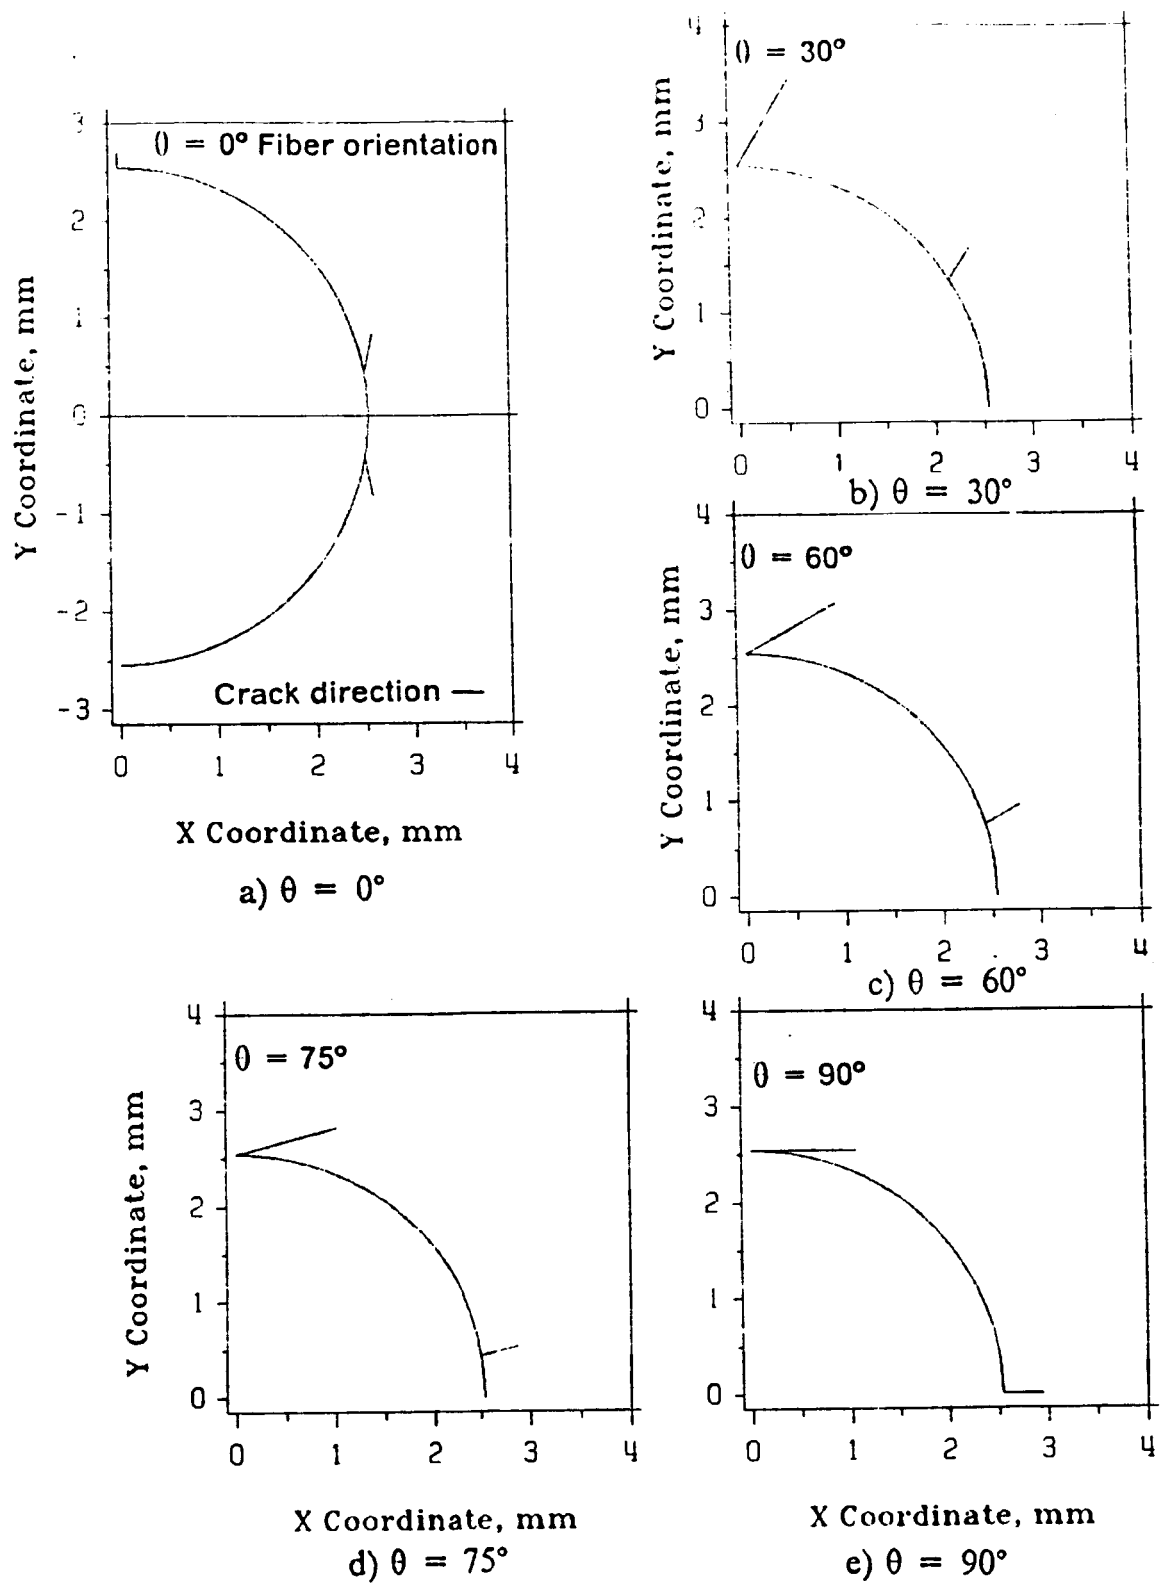 θ = 0° Fiber orientation
3
2
1
0
-1
-2
-3
Y Coordinate, mm
Crack direction —
0 1 2 3 4
X Coordinate, mm
a) θ = 0°
θ = 30°
4
3
2
1
0
Y Coordinate, mm
0 1 2 3 4
b) θ = 30°
θ = 60°
4
3
2
1
0
Y Coordinate, mm
0 1 2 3 4
c) θ = 60°
θ = 75°
4
3
2
1
0
Y Coordinate, mm
0 1 2 3 4
X Coordinate, mm
d) θ = 75°
θ = 90°
4
3
2
1
0
0 1 2 3 4
X Coordinate, mm
e) θ = 90°